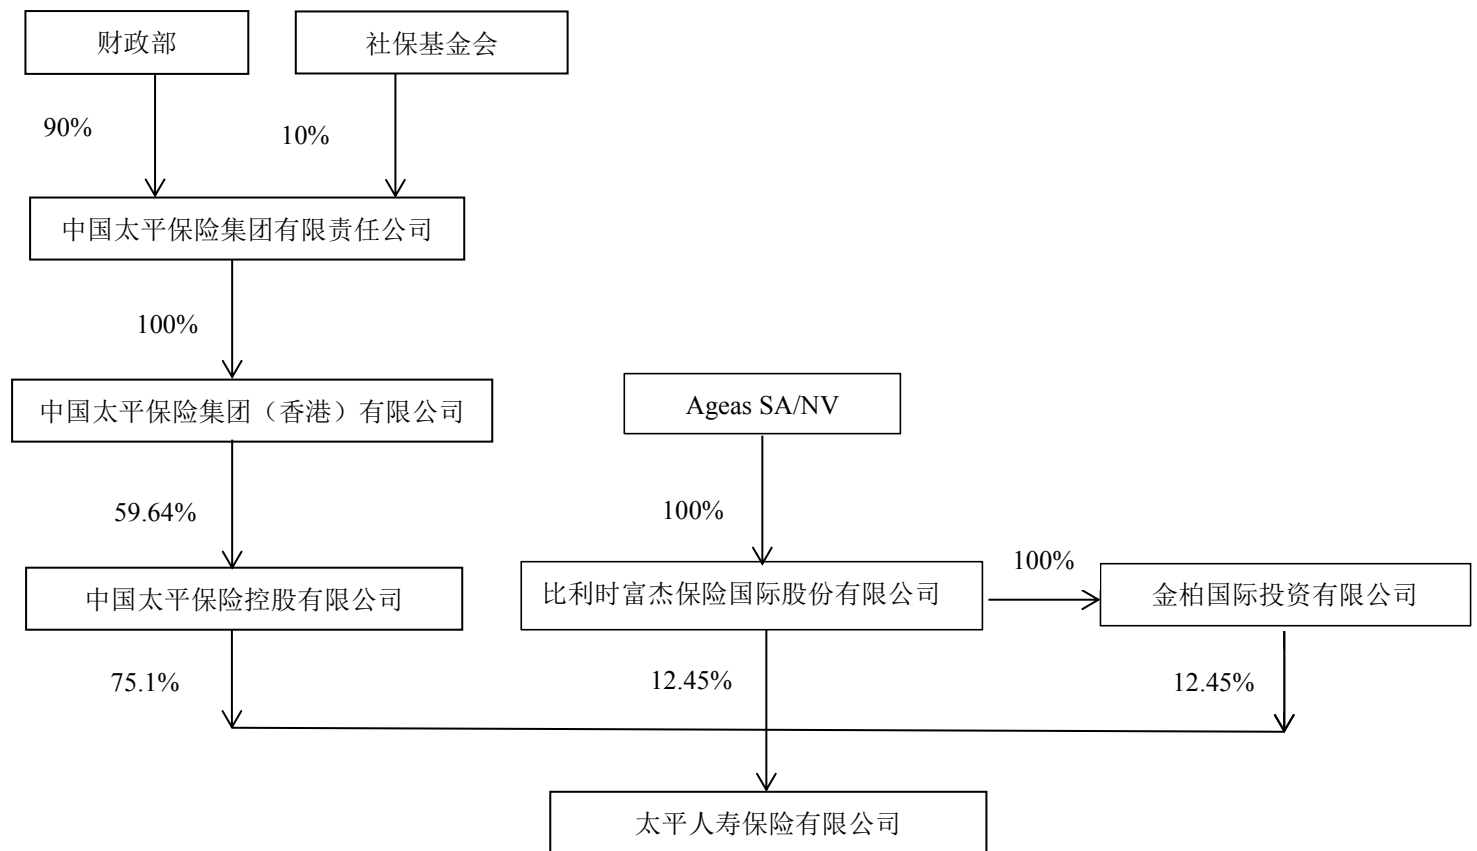 财政部
社保基金会
90%
10%
中国太平保险集团有限责任公司
100%
中国太平保险集团（香港）有限公司
Ageas SA/NV
59.64%
100%
100%
中国太平保险控股有限公司
比利时富杰保险国际股份有限公司
金柏国际投资有限公司
75.1%
12.45%
12.45%
太平人寿保险有限公司